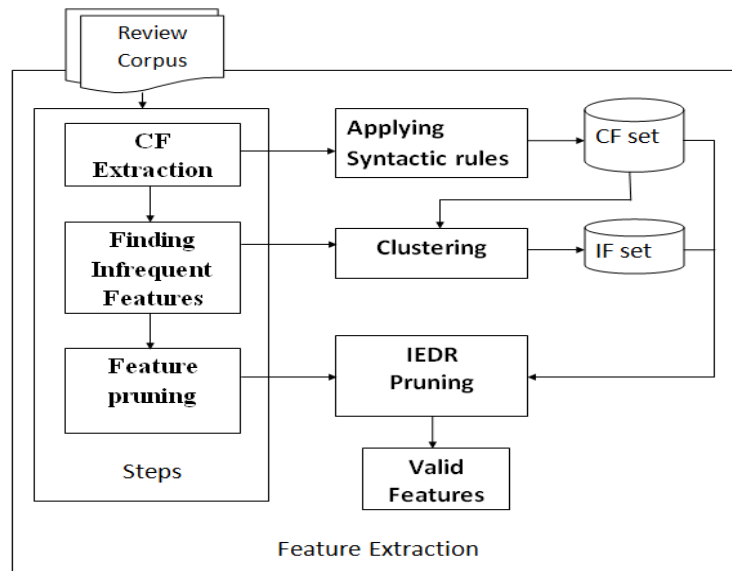 Review
Corpus
CF
Extraction
Applying
Syntactic rules
CF set
Finding
Infrequent
Features
Clustering
IF set
Feature
pruning
IEDR
Pruning
Steps
Valid
Features
Feature Extraction